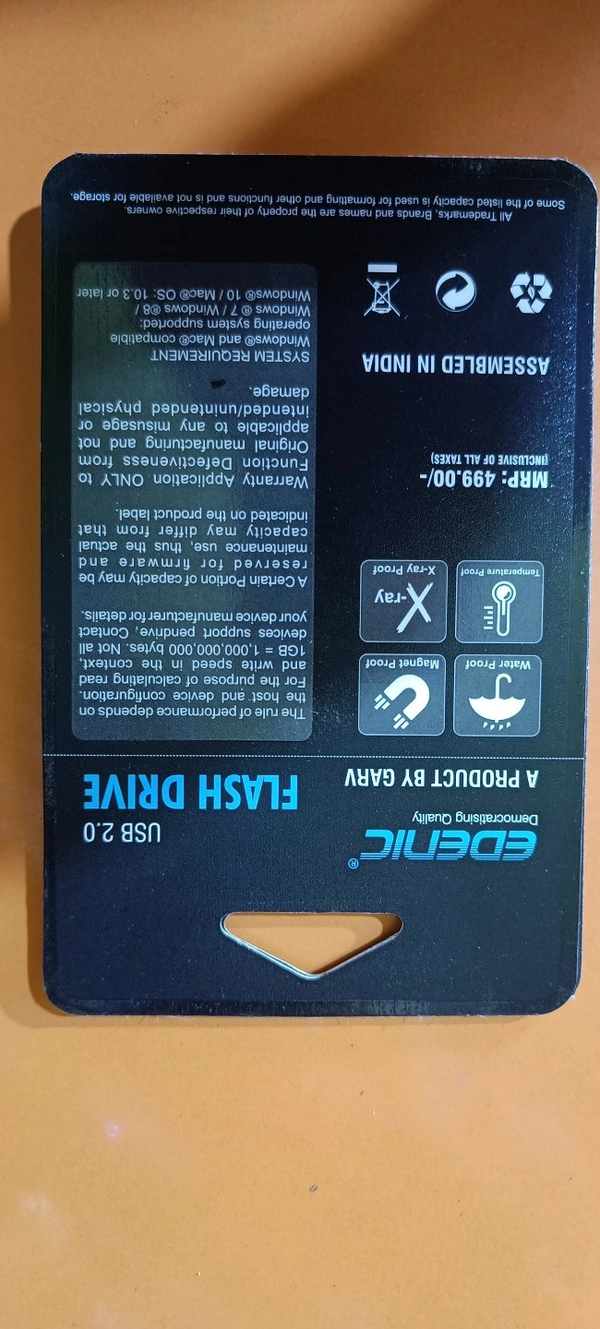 EDENIC®
Democratising Quality
A PRODUCT BY GARV
USB 2.0
FLASH DRIVE
Water Proof
Magnet Proof
Temperature Proof
X-ray
X-ray Proof
MRP: 499.00/-
(INCLUSIVE OF ALL TAXES)
ASSEMBLED IN INDIA
The rule of performance depends on
the host and device configuration.
For the purpose of calculating read
and write speed in the context,
1GB = 1,000,000,000 bytes. Not all
devices support pendrive, Contact
your device manufacturer for details.
A Certain Portion of capacity may be
reserved for firmware and
maintenance use, thus the actual
capacity may differ from that
indicated on the product label.
Warranty Application ONLY to
Function Defectiveness from
Original manufacturing and not
applicable to any misusage or
intended/unintended physical
damage.
SYSTEM REQUIREMENT
Windows® and Mac® compatible
operating system supported:
Windows ® 7 / Windows ®8 /
Windows® 10 / Mac® OS: 10.3 or later
All Trademarks, Brands and names are the property of their respective owners.
Some of the listed capacity is used for formatting and other functions and is not available for storage.